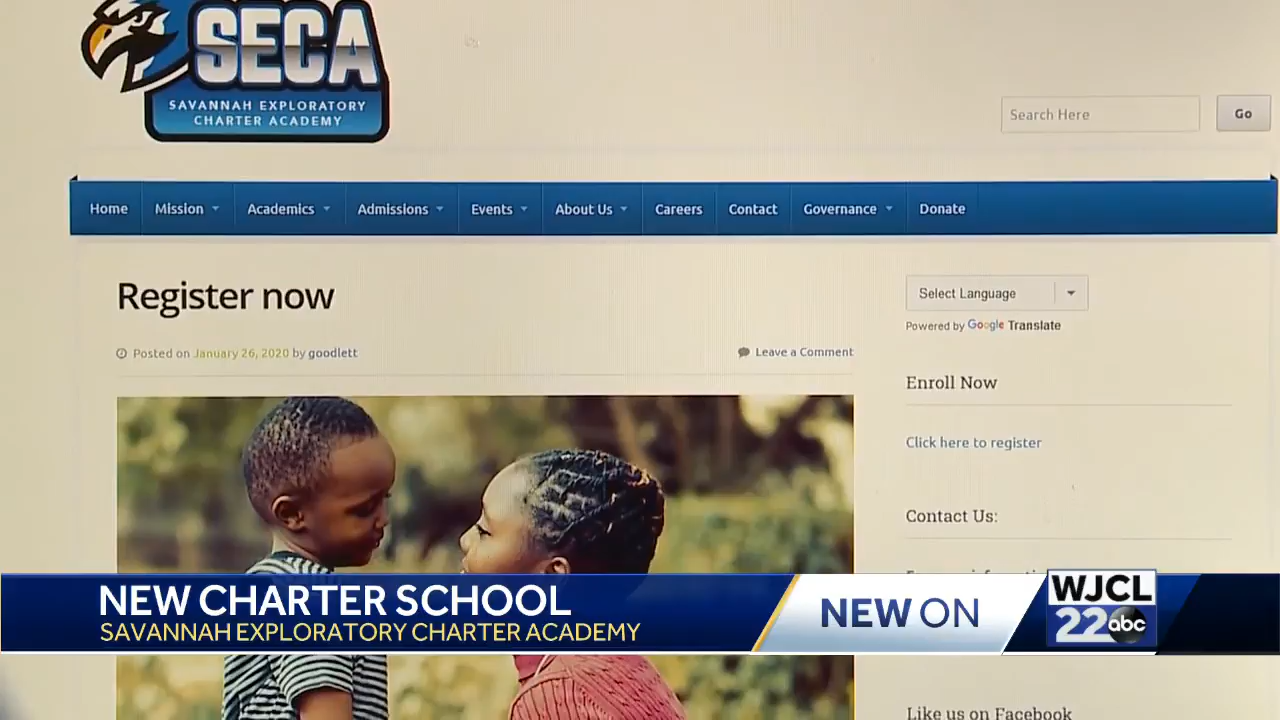 SECA
SAVANNAH EXPLORATORY
CHARTER ACADEMY
Search Here
Go
Home Mission Academics Admissions Events About Us Careers Contact Governance Donate
Register now
Posted on January 26, 2020 by goodlett
Leave a Comment
Select Language
Powered by Google Translate
Enroll Now
Click here to register
Contact Us:
NEW CHARTER SCHOOL
SAVANNAH EXPLORATORY CHARTER ACADEMY
NEW ON
WJCL
22 abc
Like us on Facebook